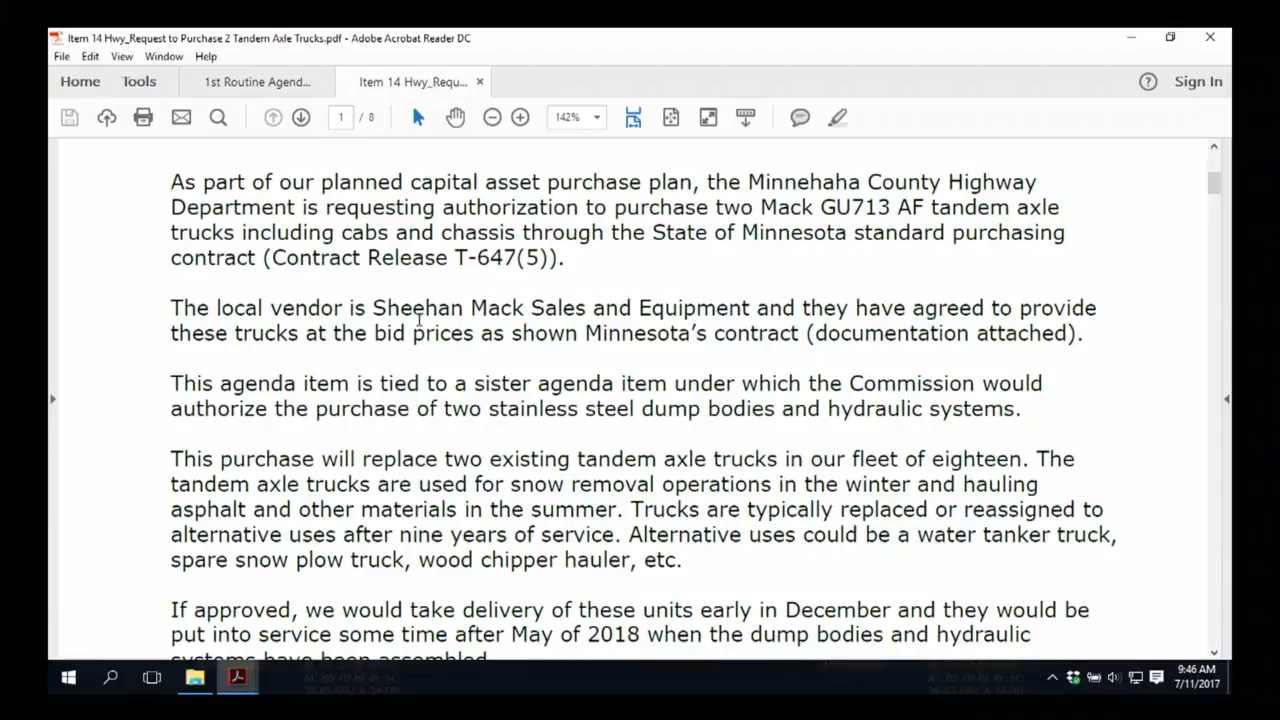 Item 14 Hwy_Request to Purchase 2 Tandem Axle Trucks.pdf - Adobe Acrobat Reader DC
File Edit View Window Help
Home Tools 1st Routine Agend... Item 14 Hwy_Requ... × Sign In
1 / 8 142%
As part of our planned capital asset purchase plan, the Minnehaha County Highway
Department is requesting authorization to purchase two Mack GU713 AF tandem axle
trucks including cabs and chassis through the State of Minnesota standard purchasing
contract (Contract Release T-647(5)).
The local vendor is Sheehan Mack Sales and Equipment and they have agreed to provide
these trucks at the bid prices as shown Minnesota’s contract (documentation attached).
This agenda item is tied to a sister agenda item under which the Commission would
authorize the purchase of two stainless steel dump bodies and hydraulic systems.
This purchase will replace two existing tandem axle trucks in our fleet of eighteen. The
tandem axle trucks are used for snow removal operations in the winter and hauling
asphalt and other materials in the summer. Trucks are typically replaced or reassigned to
alternative uses after nine years of service. Alternative uses could be a water tanker truck,
spare snow plow truck, wood chipper hauler, etc.
If approved, we would take delivery of these units early in December and they would be
put into service some time after May of 2018 when the dump bodies and hydraulic
systems have been assembled.
9:46 AM
7/11/2017